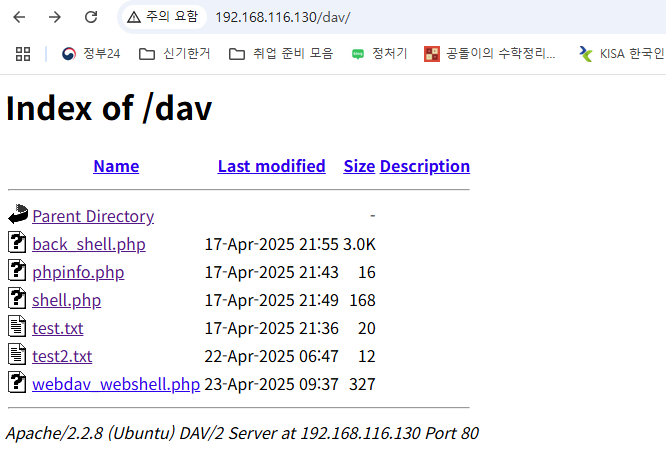 주의 요함 192.168.116.130/dav/
정부24 신기한거 취업 준비 모음 정처기 공돌이의 수학정리... KISA 한국인
Index of /dav
Name Last modified Size Description
Parent Directory -
back_shell.php 17-Apr-2025 21:55 3.0K
phpinfo.php 17-Apr-2025 21:43 16
shell.php 17-Apr-2025 21:49 168
test.txt 17-Apr-2025 21:36 20
test2.txt 22-Apr-2025 06:47 12
webdav_webshell.php 23-Apr-2025 09:37 327
Apache/2.2.8 (Ubuntu) DAV/2 Server at 192.168.116.130 Port 80